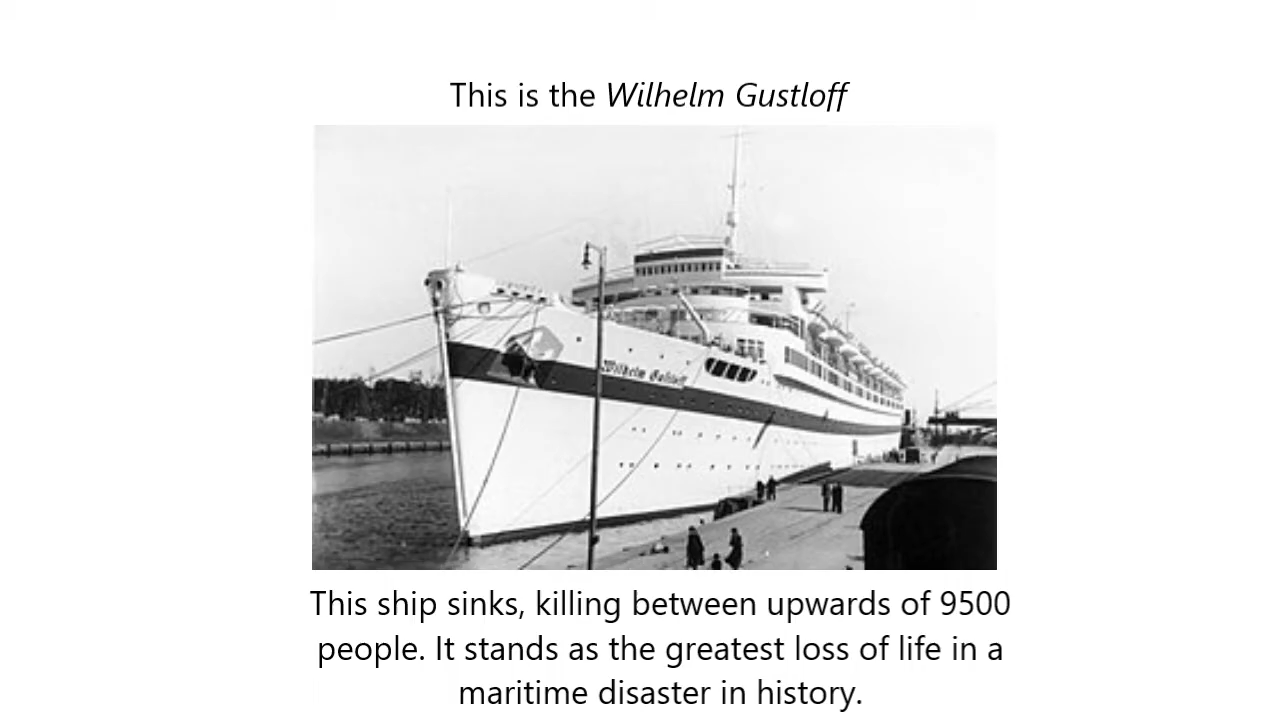 This is the Wilhelm Gustloff
Wilhelm Gustloff
This ship sinks, killing between upwards of 9500
people. It stands as the greatest loss of life in a
maritime disaster in history.